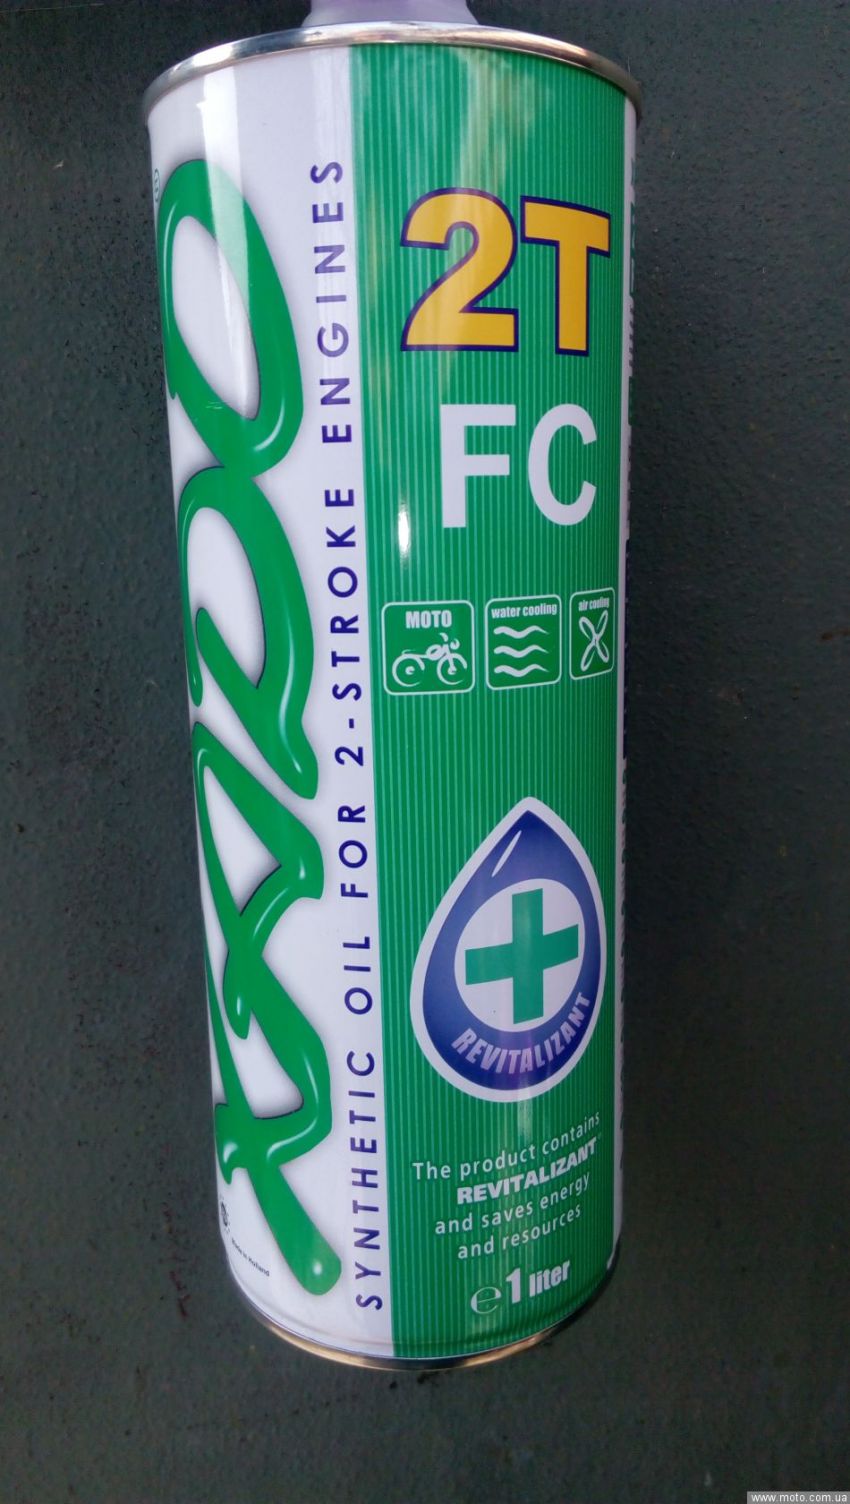 XADO
SYNTHETIC OIL FOR 2-STROKE ENGINES
2T
FC
MOTO
water cooling
air cooling
REVITALIZANT
The product contains
REVITALIZANT
and saves energy
and resources
℮ 1 liter
Made in Holland
www.moto.com.ua